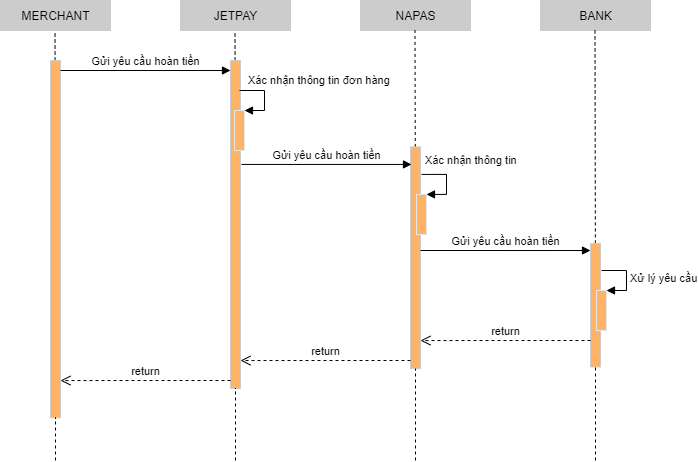 MERCHANT
JETPAY
NAPAS
BANK
Gửi yêu cầu hoàn tiền
Xác nhận thông tin đơn hàng
Gửi yêu cầu hoàn tiền
Xác nhận thông tin
Gửi yêu cầu hoàn tiền
Xử lý yêu cầu
return
return
return